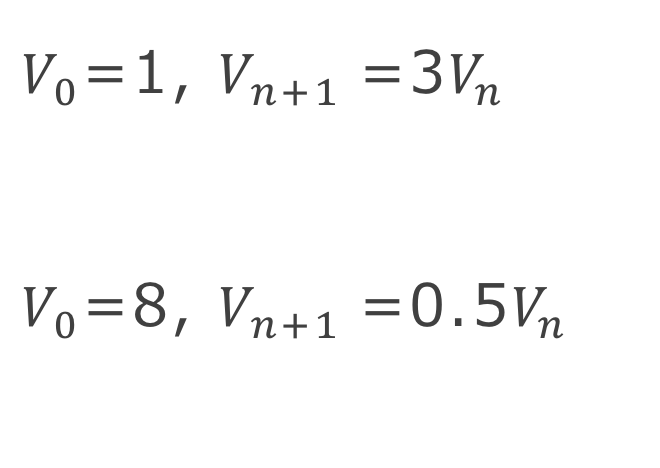 V₀=1, Vₙ₊₁ =3Vₙ
V₀=8, Vₙ₊₁ =0.5Vₙ